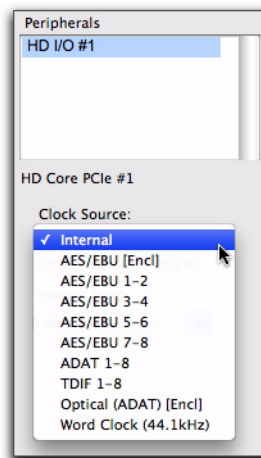 Peripherals
HD I/O #1
HD Core PCIe #1
Clock Source:
✓ Internal
AES/EBU [Encl]
AES/EBU 1–2
AES/EBU 3–4
AES/EBU 5–6
AES/EBU 7–8
ADAT 1–8
TDIF 1–8
Optical (ADAT) [Encl]
Word Clock (44.1kHz)